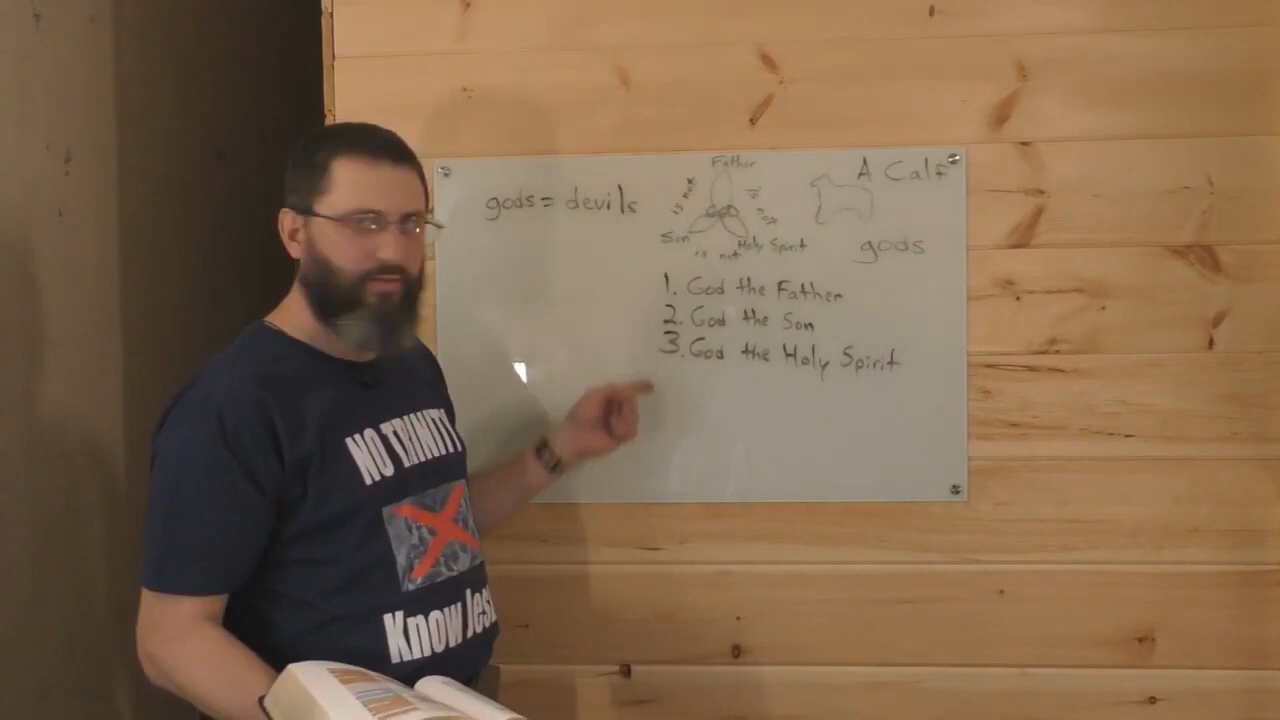 gods = devils
Father
is not
is not
Son
Holy Spirit
is not
A Calf
gods
1. God the Father
2. God the Son
3. God the Holy Spirit
NO TRINITY
Know